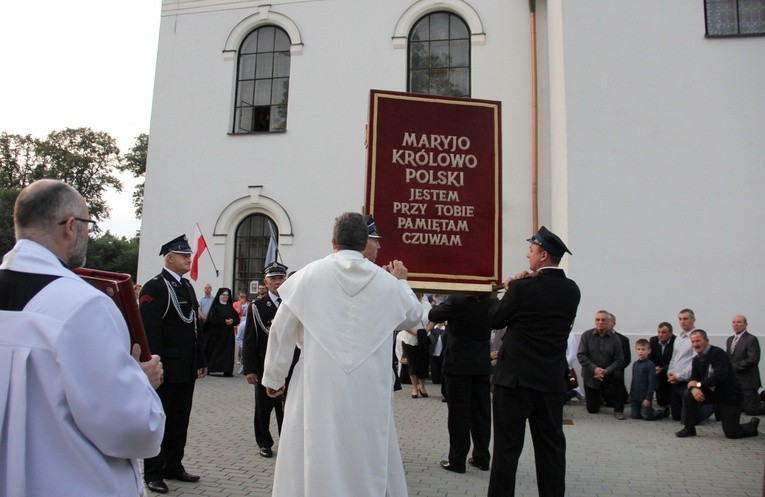 MARYJO
KRÓLOWO
POLSKI
JESTEM
PRZY TOBIE
PAMIĘTAM
CZUWAM